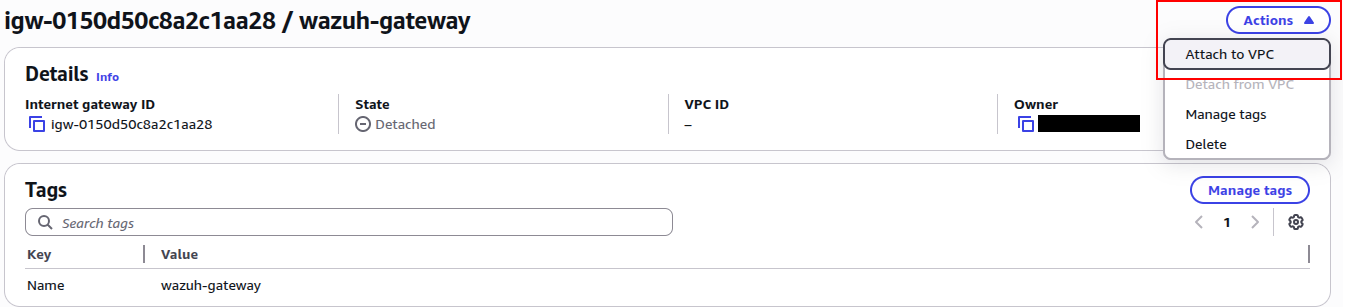 igw-0150d50c8a2c1aa28 / wazuh-gateway
Actions
Attach to VPC
Detach from VPC
Manage tags
Delete
Details Info
Internet gateway ID
igw-0150d50c8a2c1aa28
State
Detached
VPC ID
–
Owner
Tags
Manage tags
Search tags
1
Key Value
Name wazuh-gateway